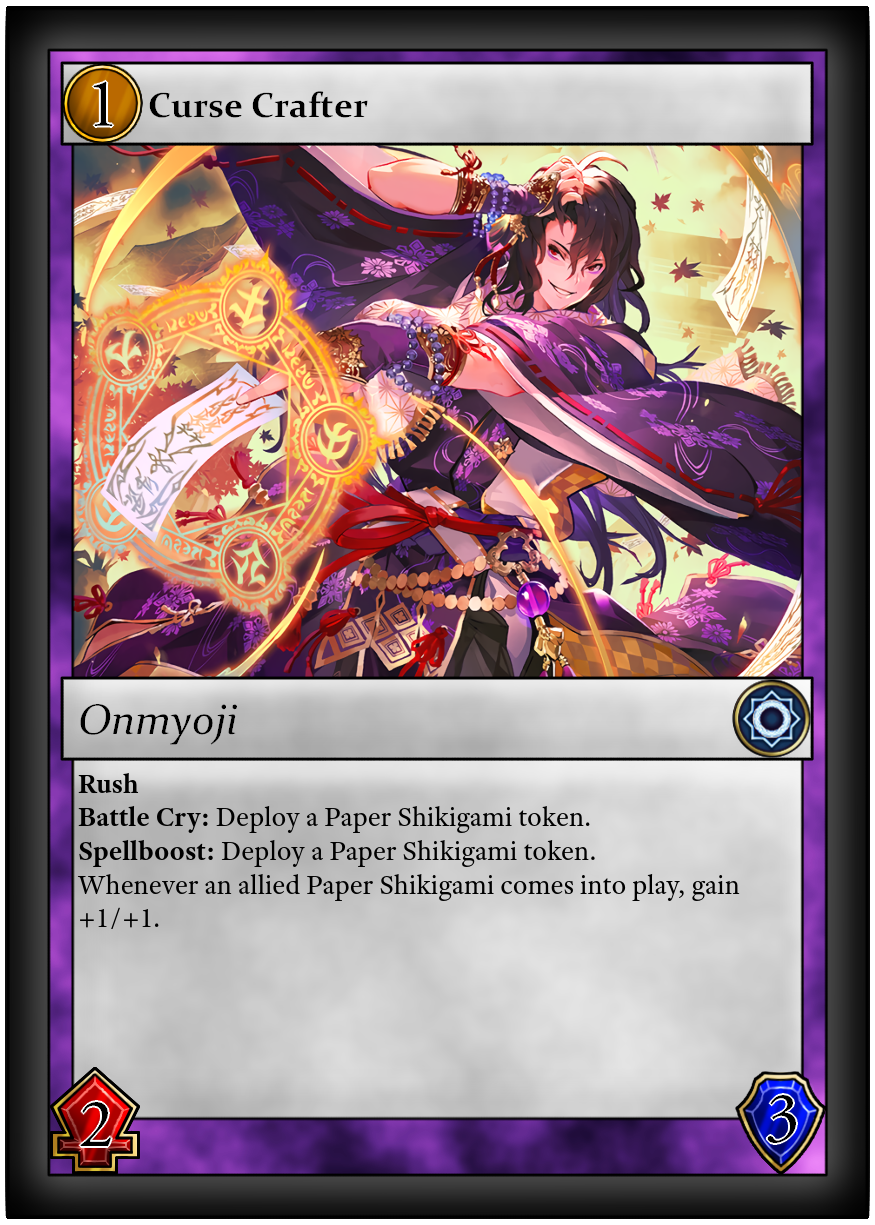 1
Curse Crafter
Onmyoji
Rush
Battle Cry: Deploy a Paper Shikigami token.
Spellboost: Deploy a Paper Shikigami token.
Whenever an allied Paper Shikigami comes into play, gain
+1/+1.
2
3